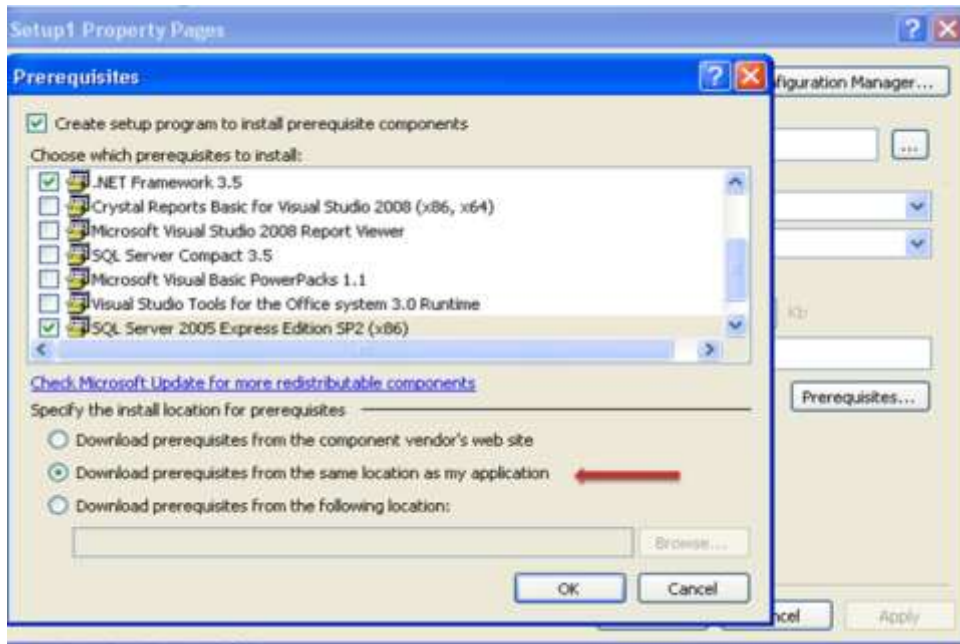 Setup1 Property Pages
Prerequisites
Configuration Manager...
Create setup program to install prerequisite components
Choose which prerequisites to install:
...
.NET Framework 3.5
Crystal Reports Basic for Visual Studio 2008 (x86, x64)
Microsoft Visual Studio 2008 Report Viewer
SQL Server Compact 3.5
Microsoft Visual Basic PowerPacks 1.1
Visual Studio Tools for the Office system 3.0 Runtime
Kb
SQL Server 2005 Express Edition SP2 (x86)
Check Microsoft Update for more redistributable components
Prerequisites...
Specify the install location for prerequisites
Download prerequisites from the component vendor's web site
Download prerequisites from the same location as my application
Download prerequisites from the following location:
Browse...
OK
Cancel
ncel
Apply